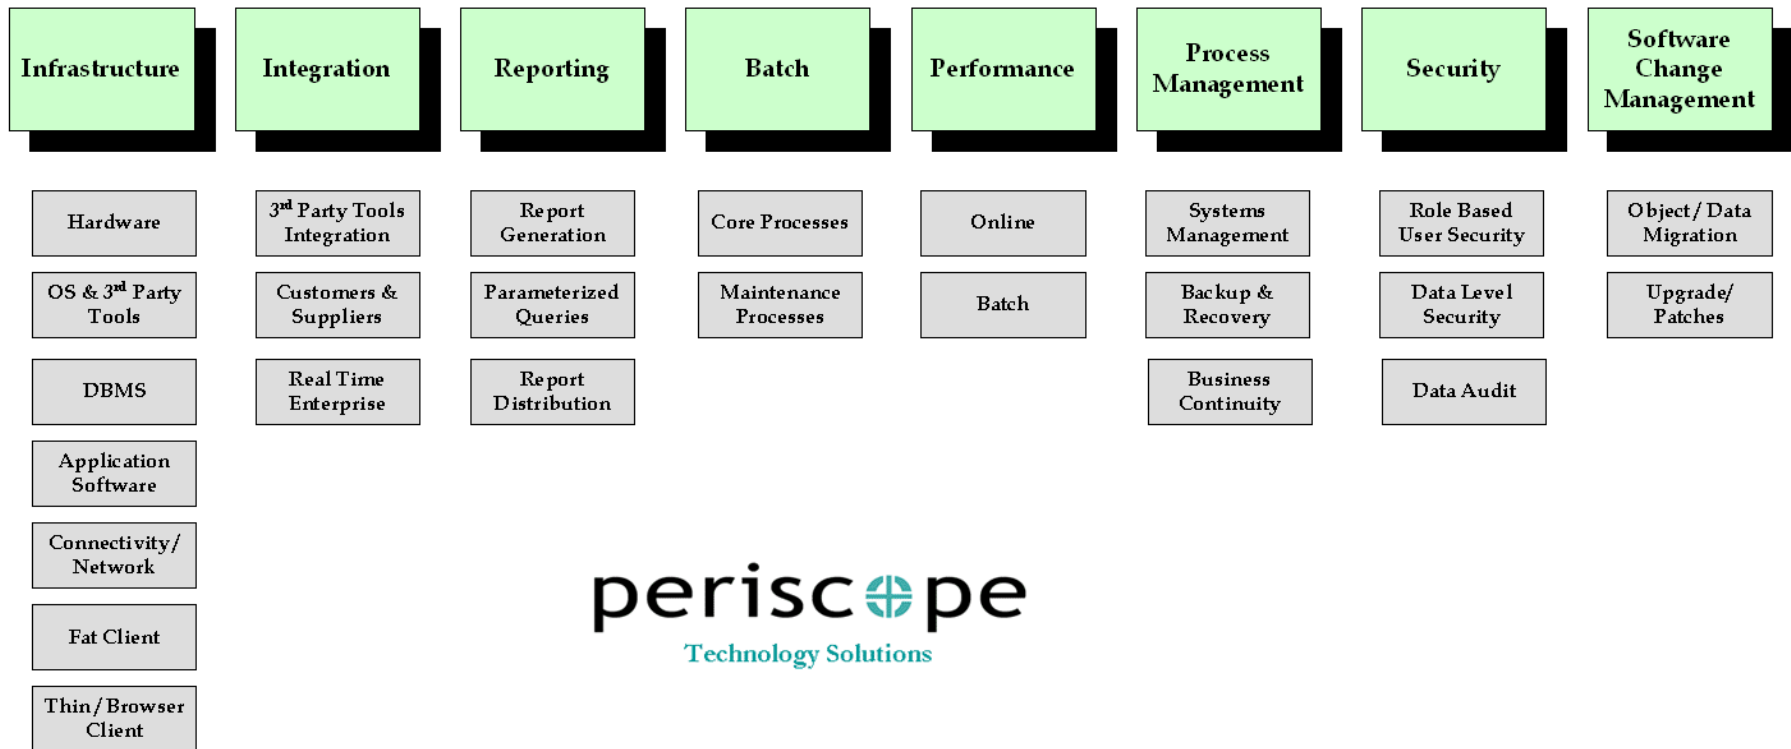 Infrastructure
Integration
Reporting
Batch
Performance
Process
Management
Security
Software
Change
Management
Hardware
OS & 3rd Party
Tools
DBMS
Application
Software
Connectivity/
Network
Fat Client
Thin/Browser
Client
3rd Party Tools
Integration
Customers &
Suppliers
Real Time
Enterprise
Report
Generation
Parameterized
Queries
Report
Distribution
Core Processes
Maintenance
Processes
Online
Batch
Systems
Management
Backup &
Recovery
Business
Continuity
Role Based
User Security
Data Level
Security
Data Audit
Object/ Data
Migration
Upgrade/
Patches
periscope
Technology Solutions